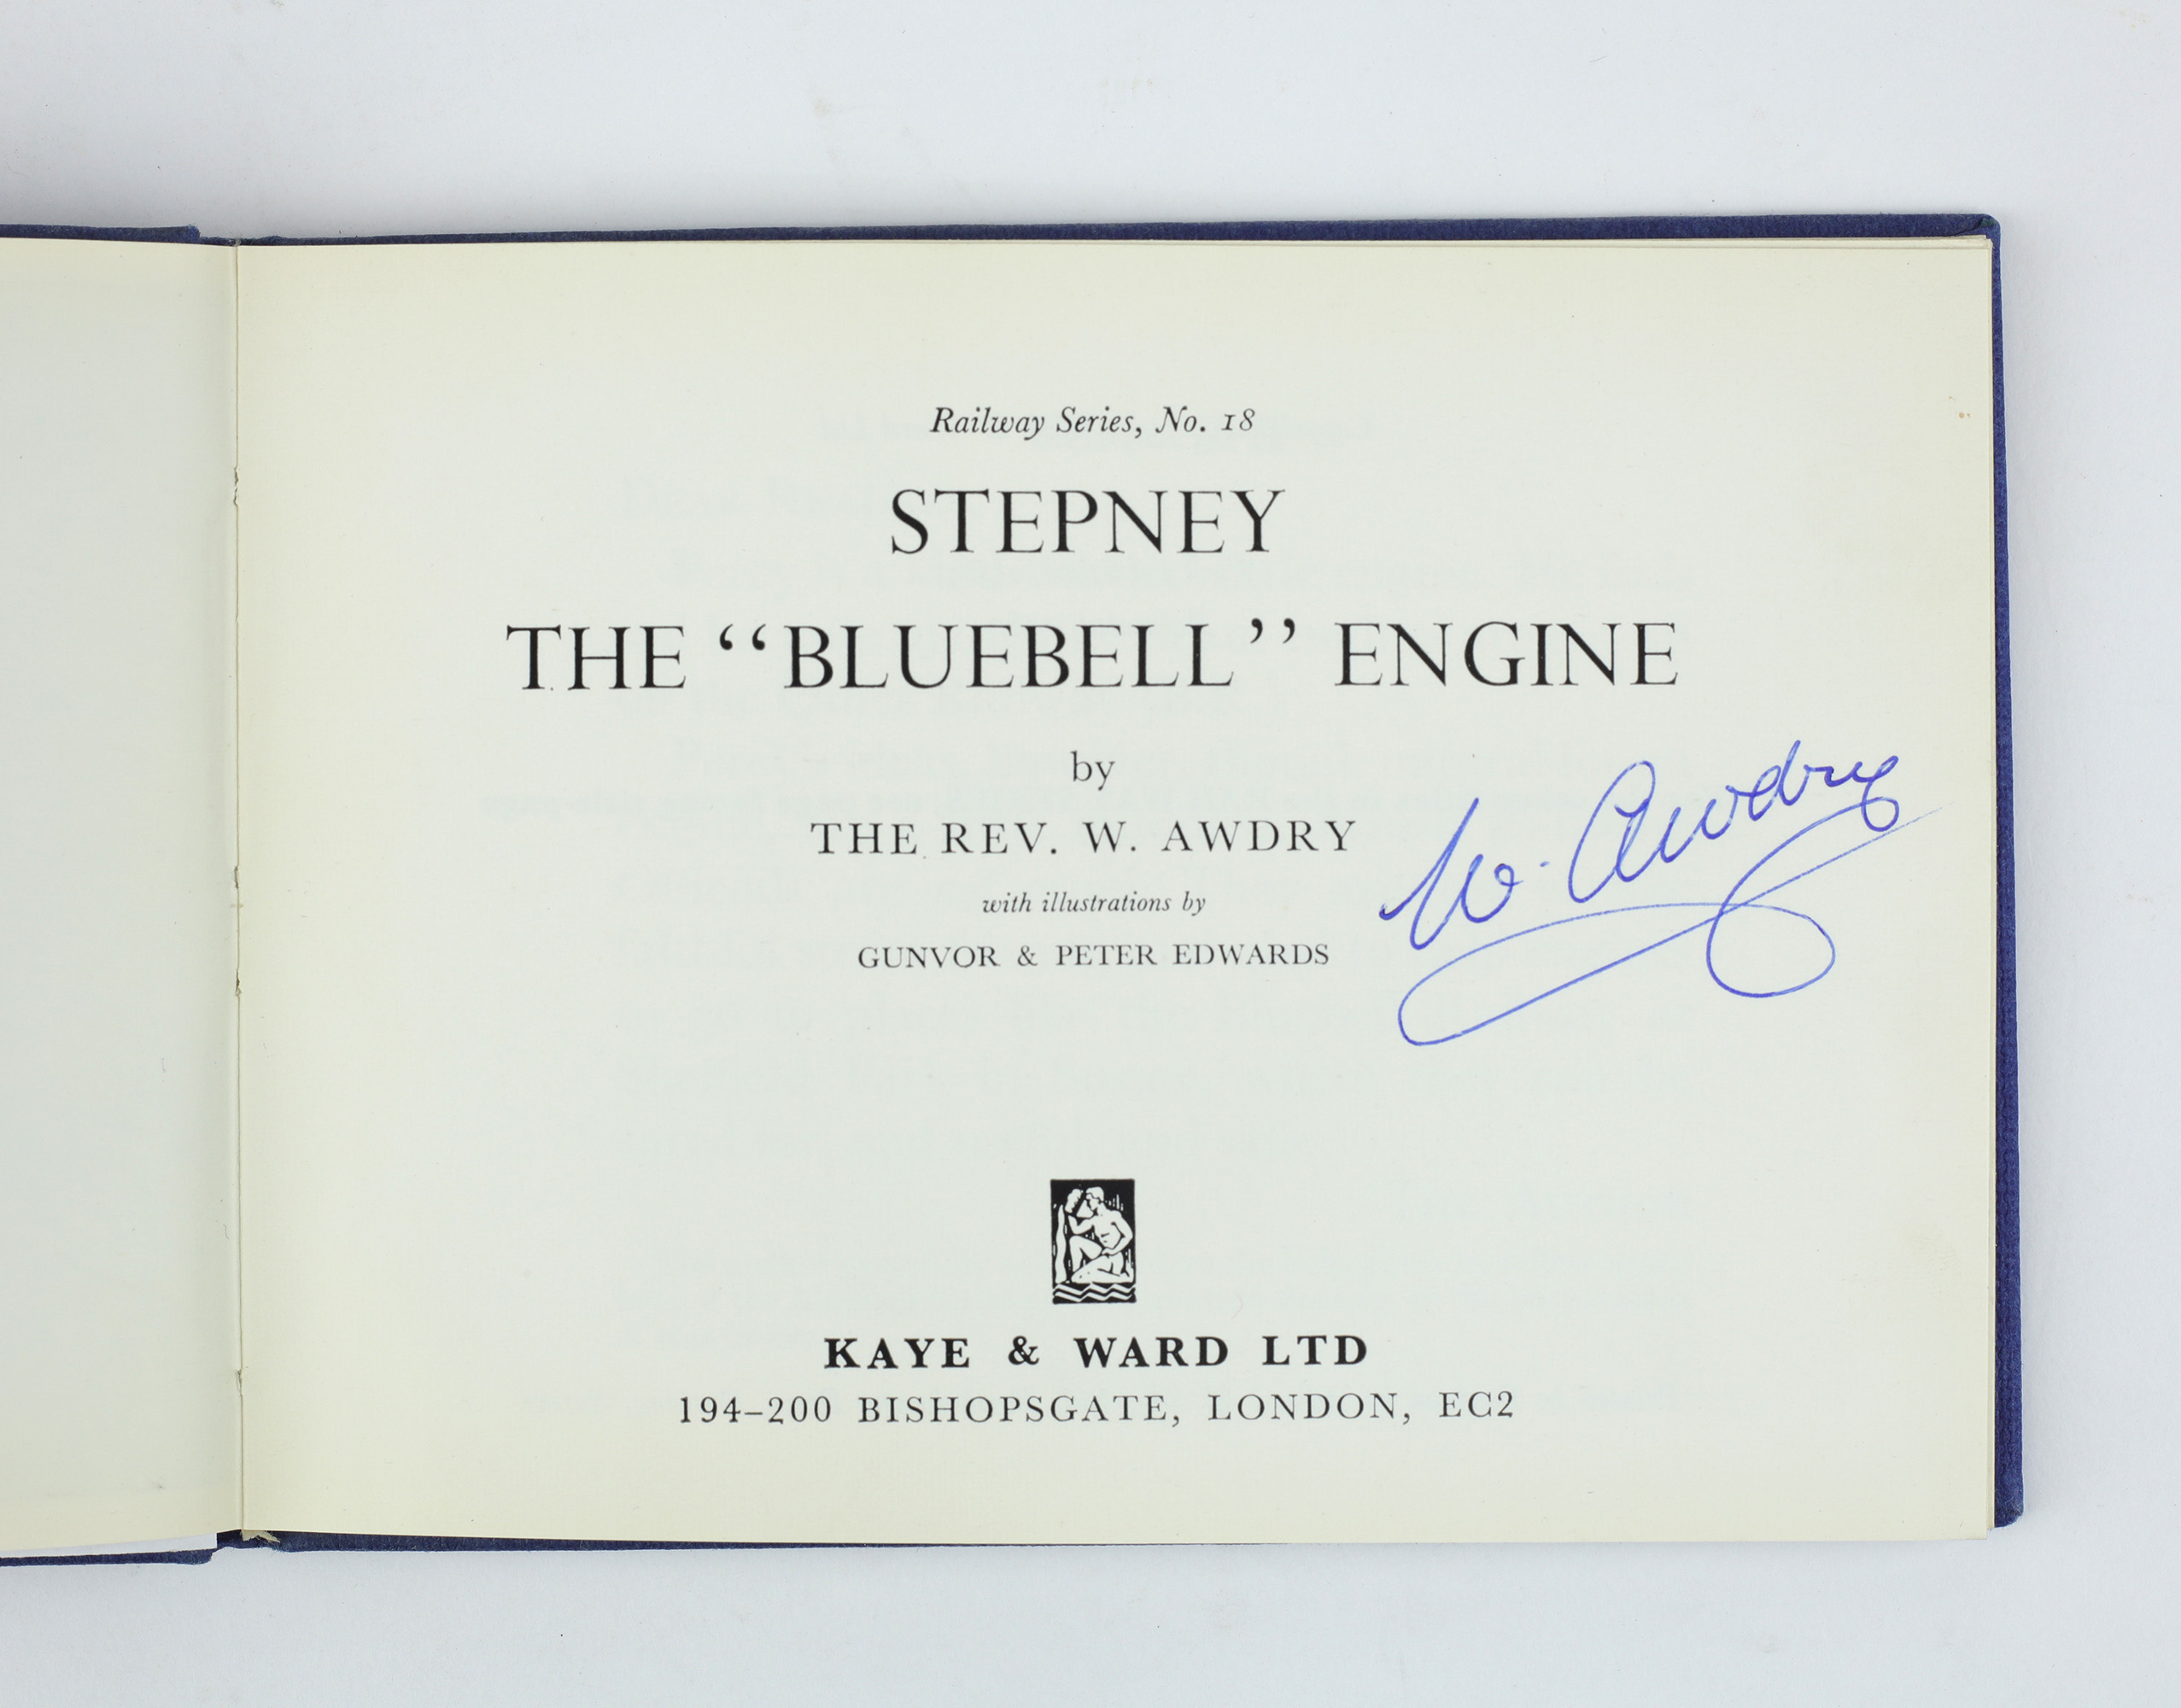 Railway Series, No. 18
STEPNEY
THE “BLUEBELL” ENGINE
by
THE REV. W. AWDRY
W. Awdry
with illustrations by
GUNVOR & PETER EDWARDS
KAYE & WARD LTD
194–200 BISHOPSGATE, LONDON, EC2